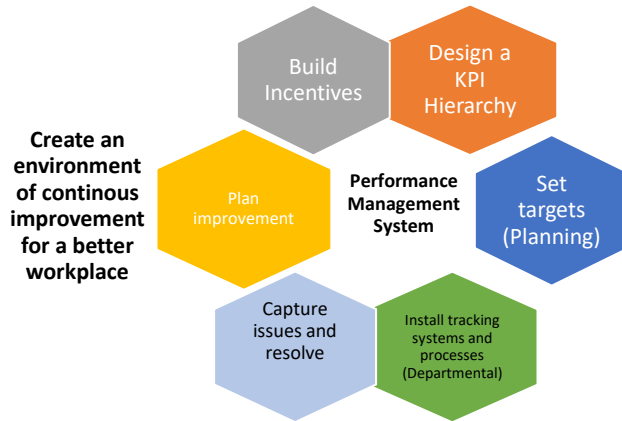 Build
Incentives
Design a
KPI
Hierarchy
Create an
environment
of continous
improvement
for a better
workplace
Plan
improvement
Performance
Management
System
Set
targets
(Planning)
Capture
issues and
resolve
Install tracking
systems and
processes
(Departmental)